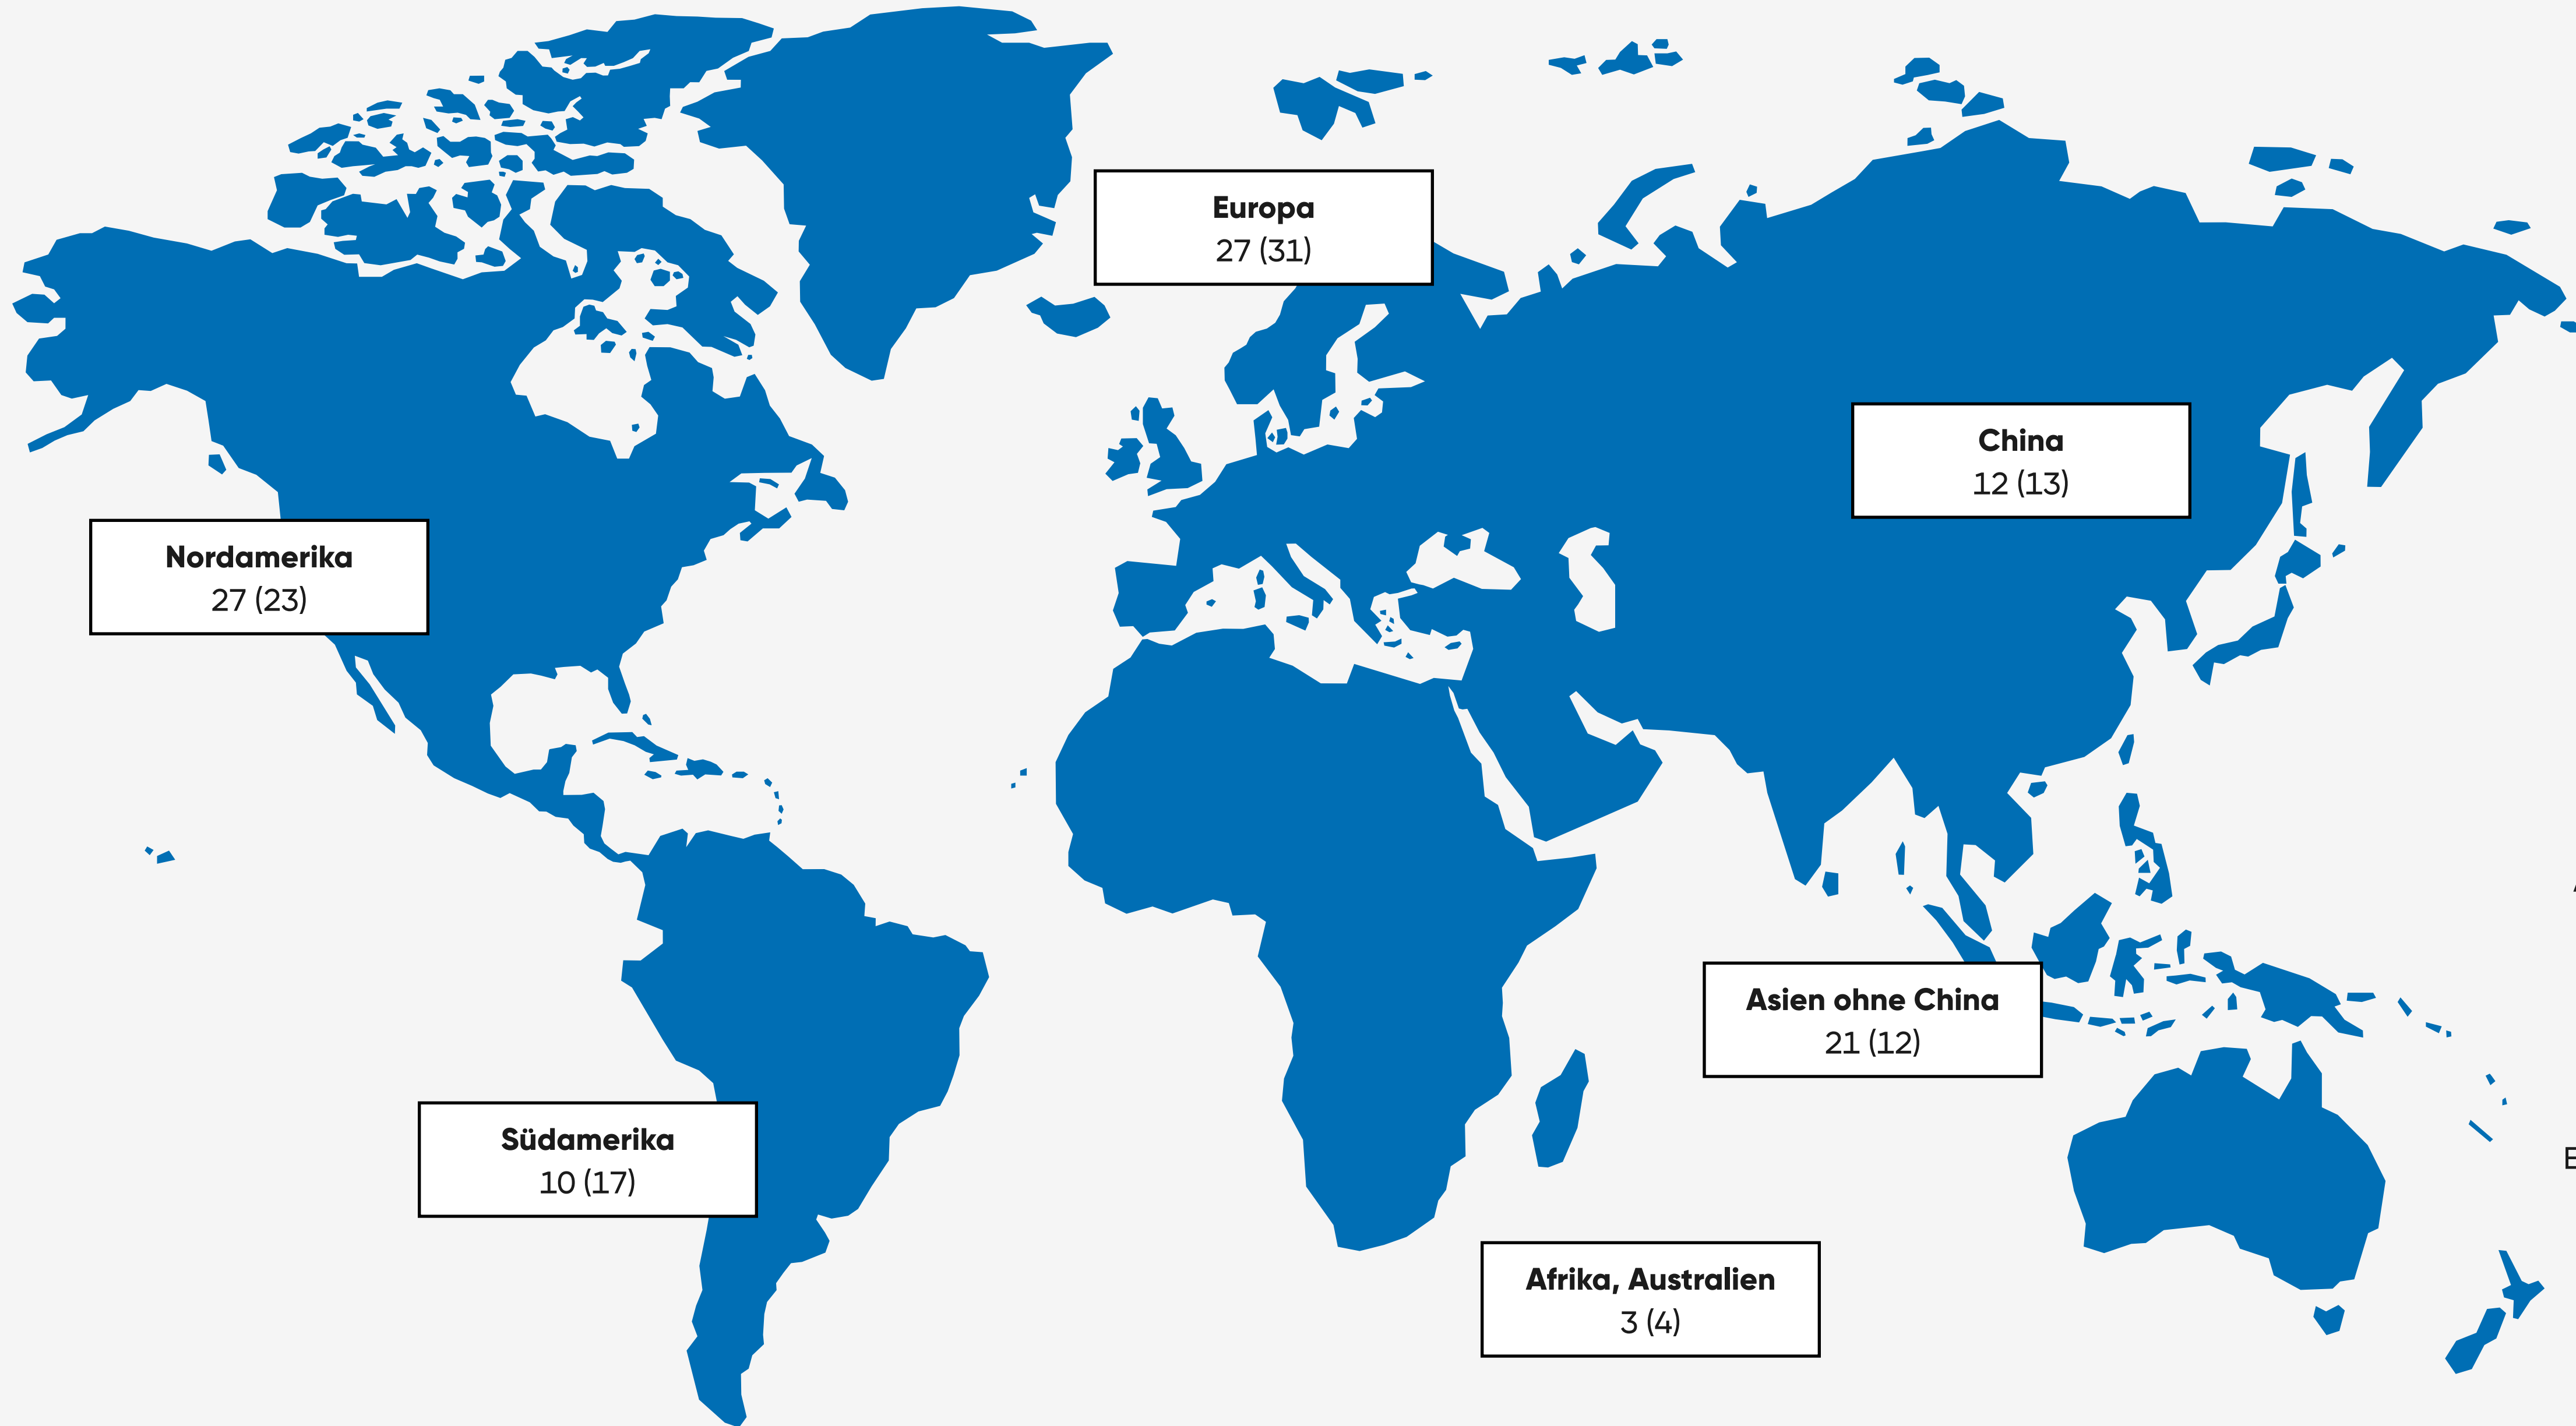 Europa
27 (31)
China
12 (13)
Nordamerika
27 (23)
Asien ohne China
21 (12)
Südamerika
10 (17)
Afrika, Australien
3 (4)